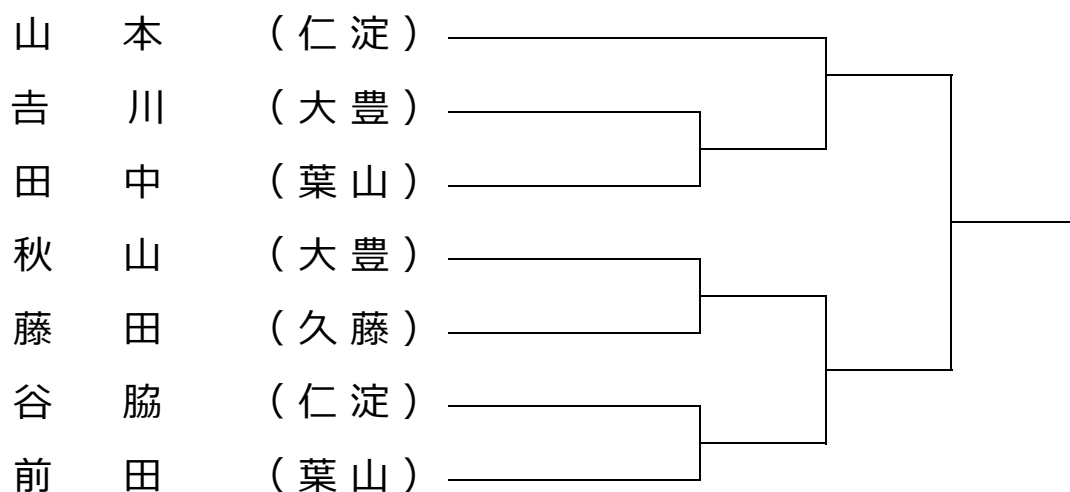 山本 (仁淀)
𠮷川 (大豊)
田中 (葉山)
秋山 (大豊)
藤田 (久藤)
谷脇 (仁淀)
前田 (葉山)